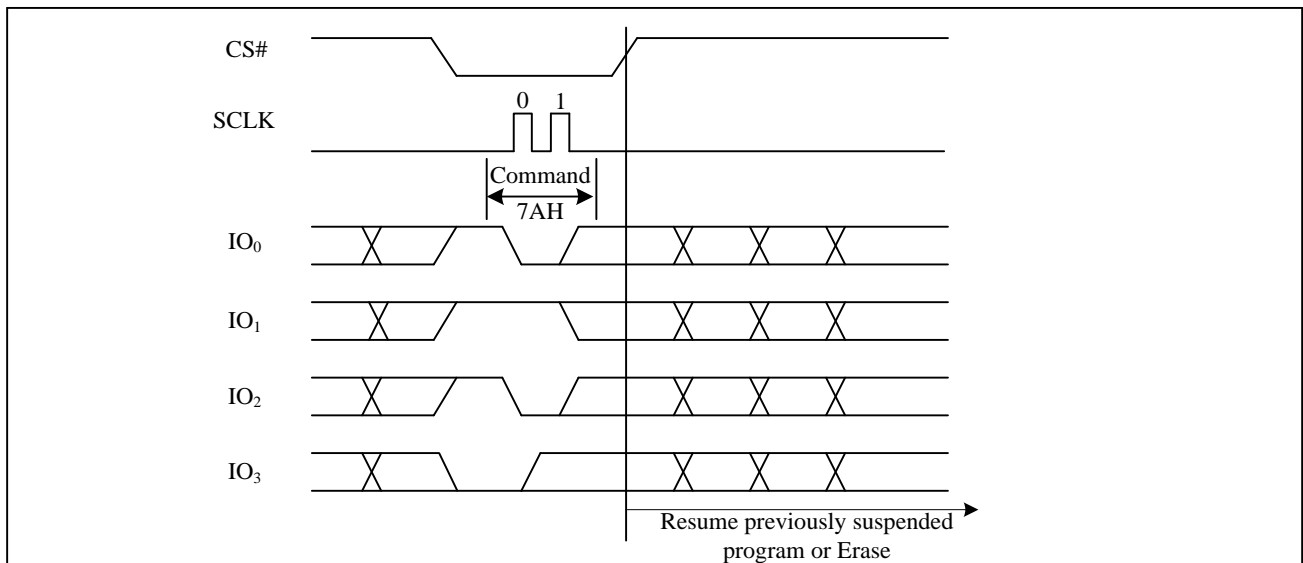 CS#
0 1
SCLK
Command
7AH
IO₀
IO₁
IO₂
IO₃
Resume previously suspended
program or Erase